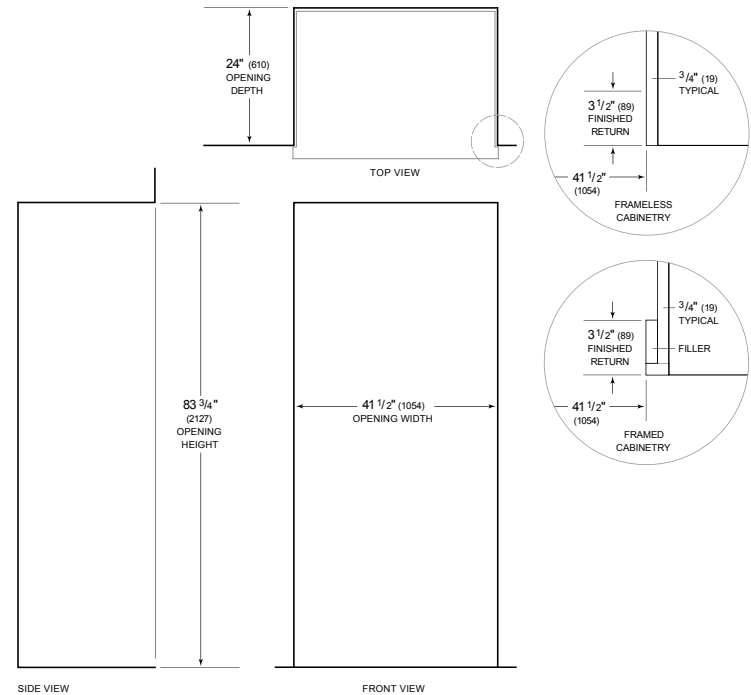 24" (610)
OPENING
DEPTH
TOP VIEW
3 1/2" (89)
FINISHED
RETURN
3/4" (19)
TYPICAL
41 1/2"
(1054)
FRAMELESS
CABINETRY
3 1/2" (89)
FINISHED
RETURN
3/4" (19)
TYPICAL
FILLER
41 1/2"
(1054)
FRAMED
CABINETRY
83 3/4"
(2127)
OPENING
HEIGHT
41 1/2" (1054)
OPENING WIDTH
SIDE VIEW
FRONT VIEW